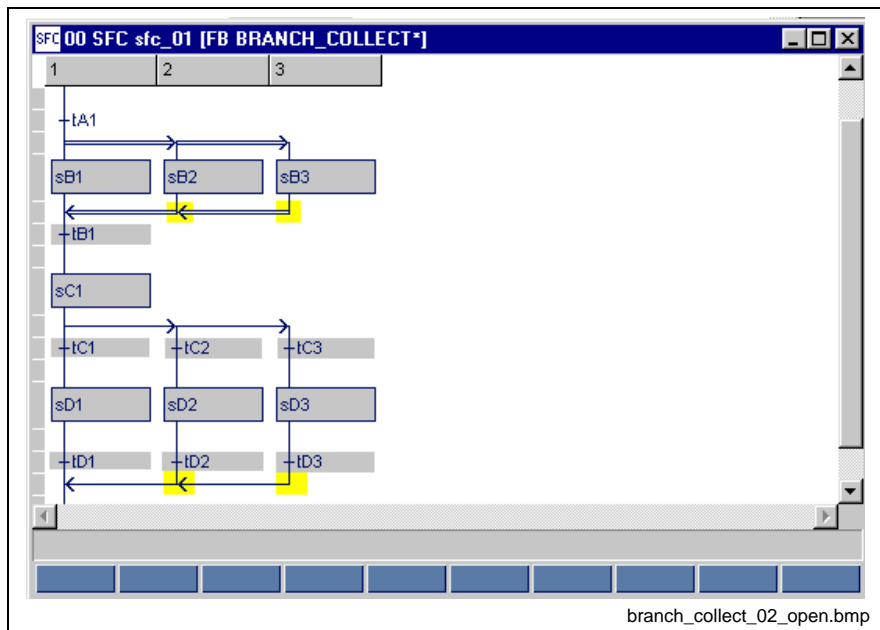 SFC 00 SFC sfc_01 [FB BRANCH_COLLECT*]
1 2 3
tA1
sB1 sB2 sB3
tB1
sC1
tC1 tC2 tC3
sD1 sD2 sD3
tD1 tD2 tD3
branch_collect_02_open.bmp